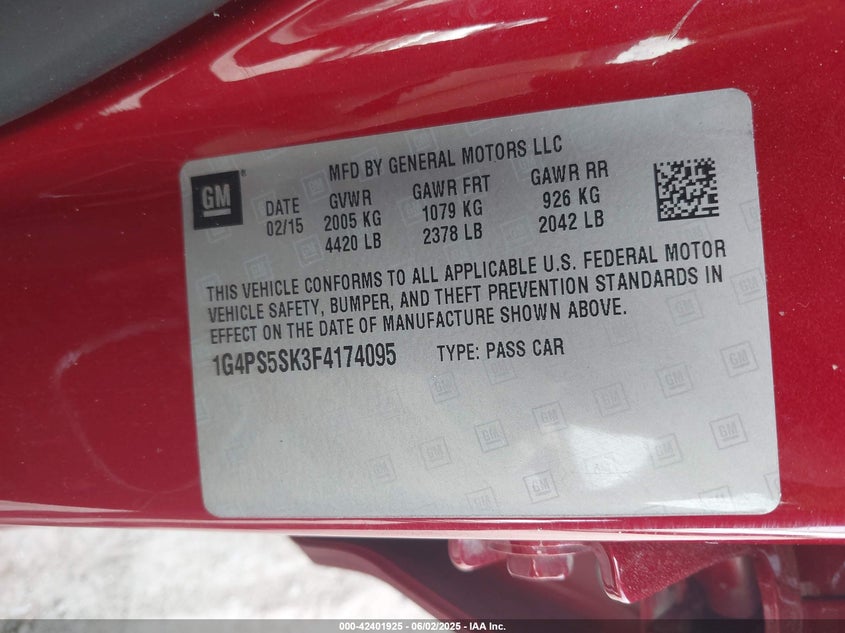 MFD BY GENERAL MOTORS LLC
GM®
DATE GVWR GAWR FRT GAWR RR
02/15 2005 KG 1079 KG 926 KG
4420 LB 2378 LB 2042 LB
THIS VEHICLE CONFORMS TO ALL APPLICABLE U.S. FEDERAL MOTOR
VEHICLE SAFETY, BUMPER, AND THEFT PREVENTION STANDARDS IN
EFFECT ON THE DATE OF MANUFACTURE SHOWN ABOVE.
1G4PS5SK3F4174095 TYPE: PASS CAR
000-42401925 - 06/02/2025 - IAA Inc.